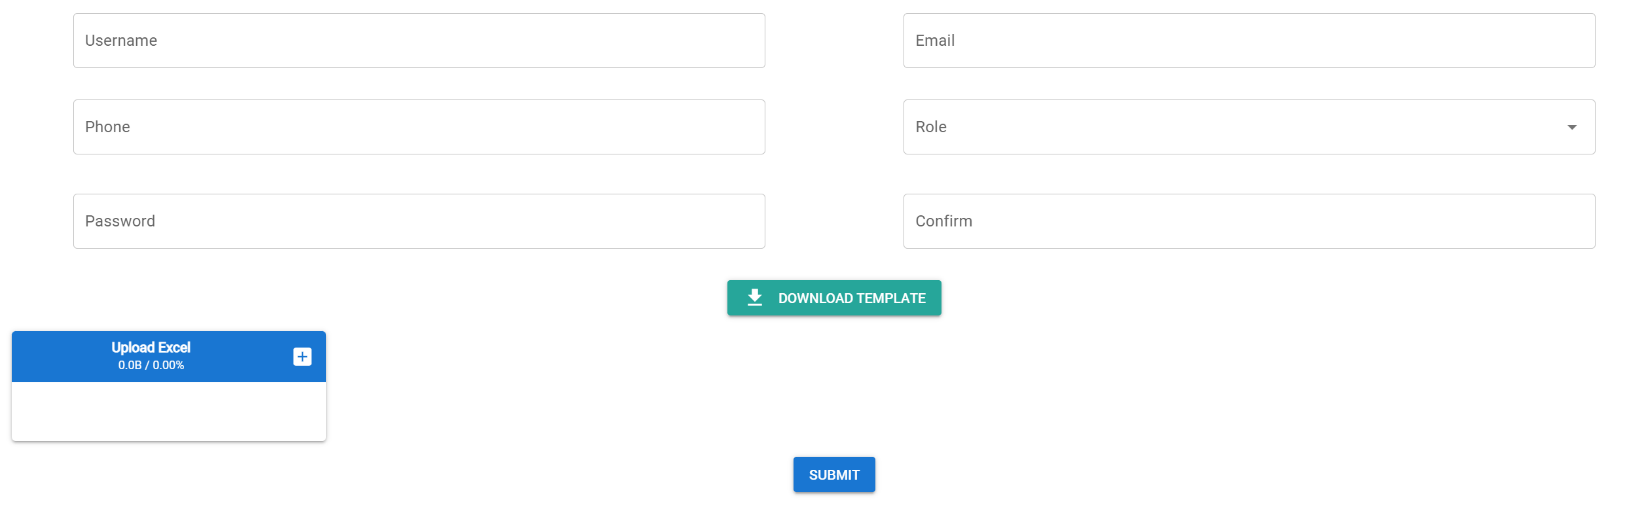 Username
Email
Phone
Role
Password
Confirm
DOWNLOAD TEMPLATE
Upload Excel
0.0B / 0.00%
SUBMIT